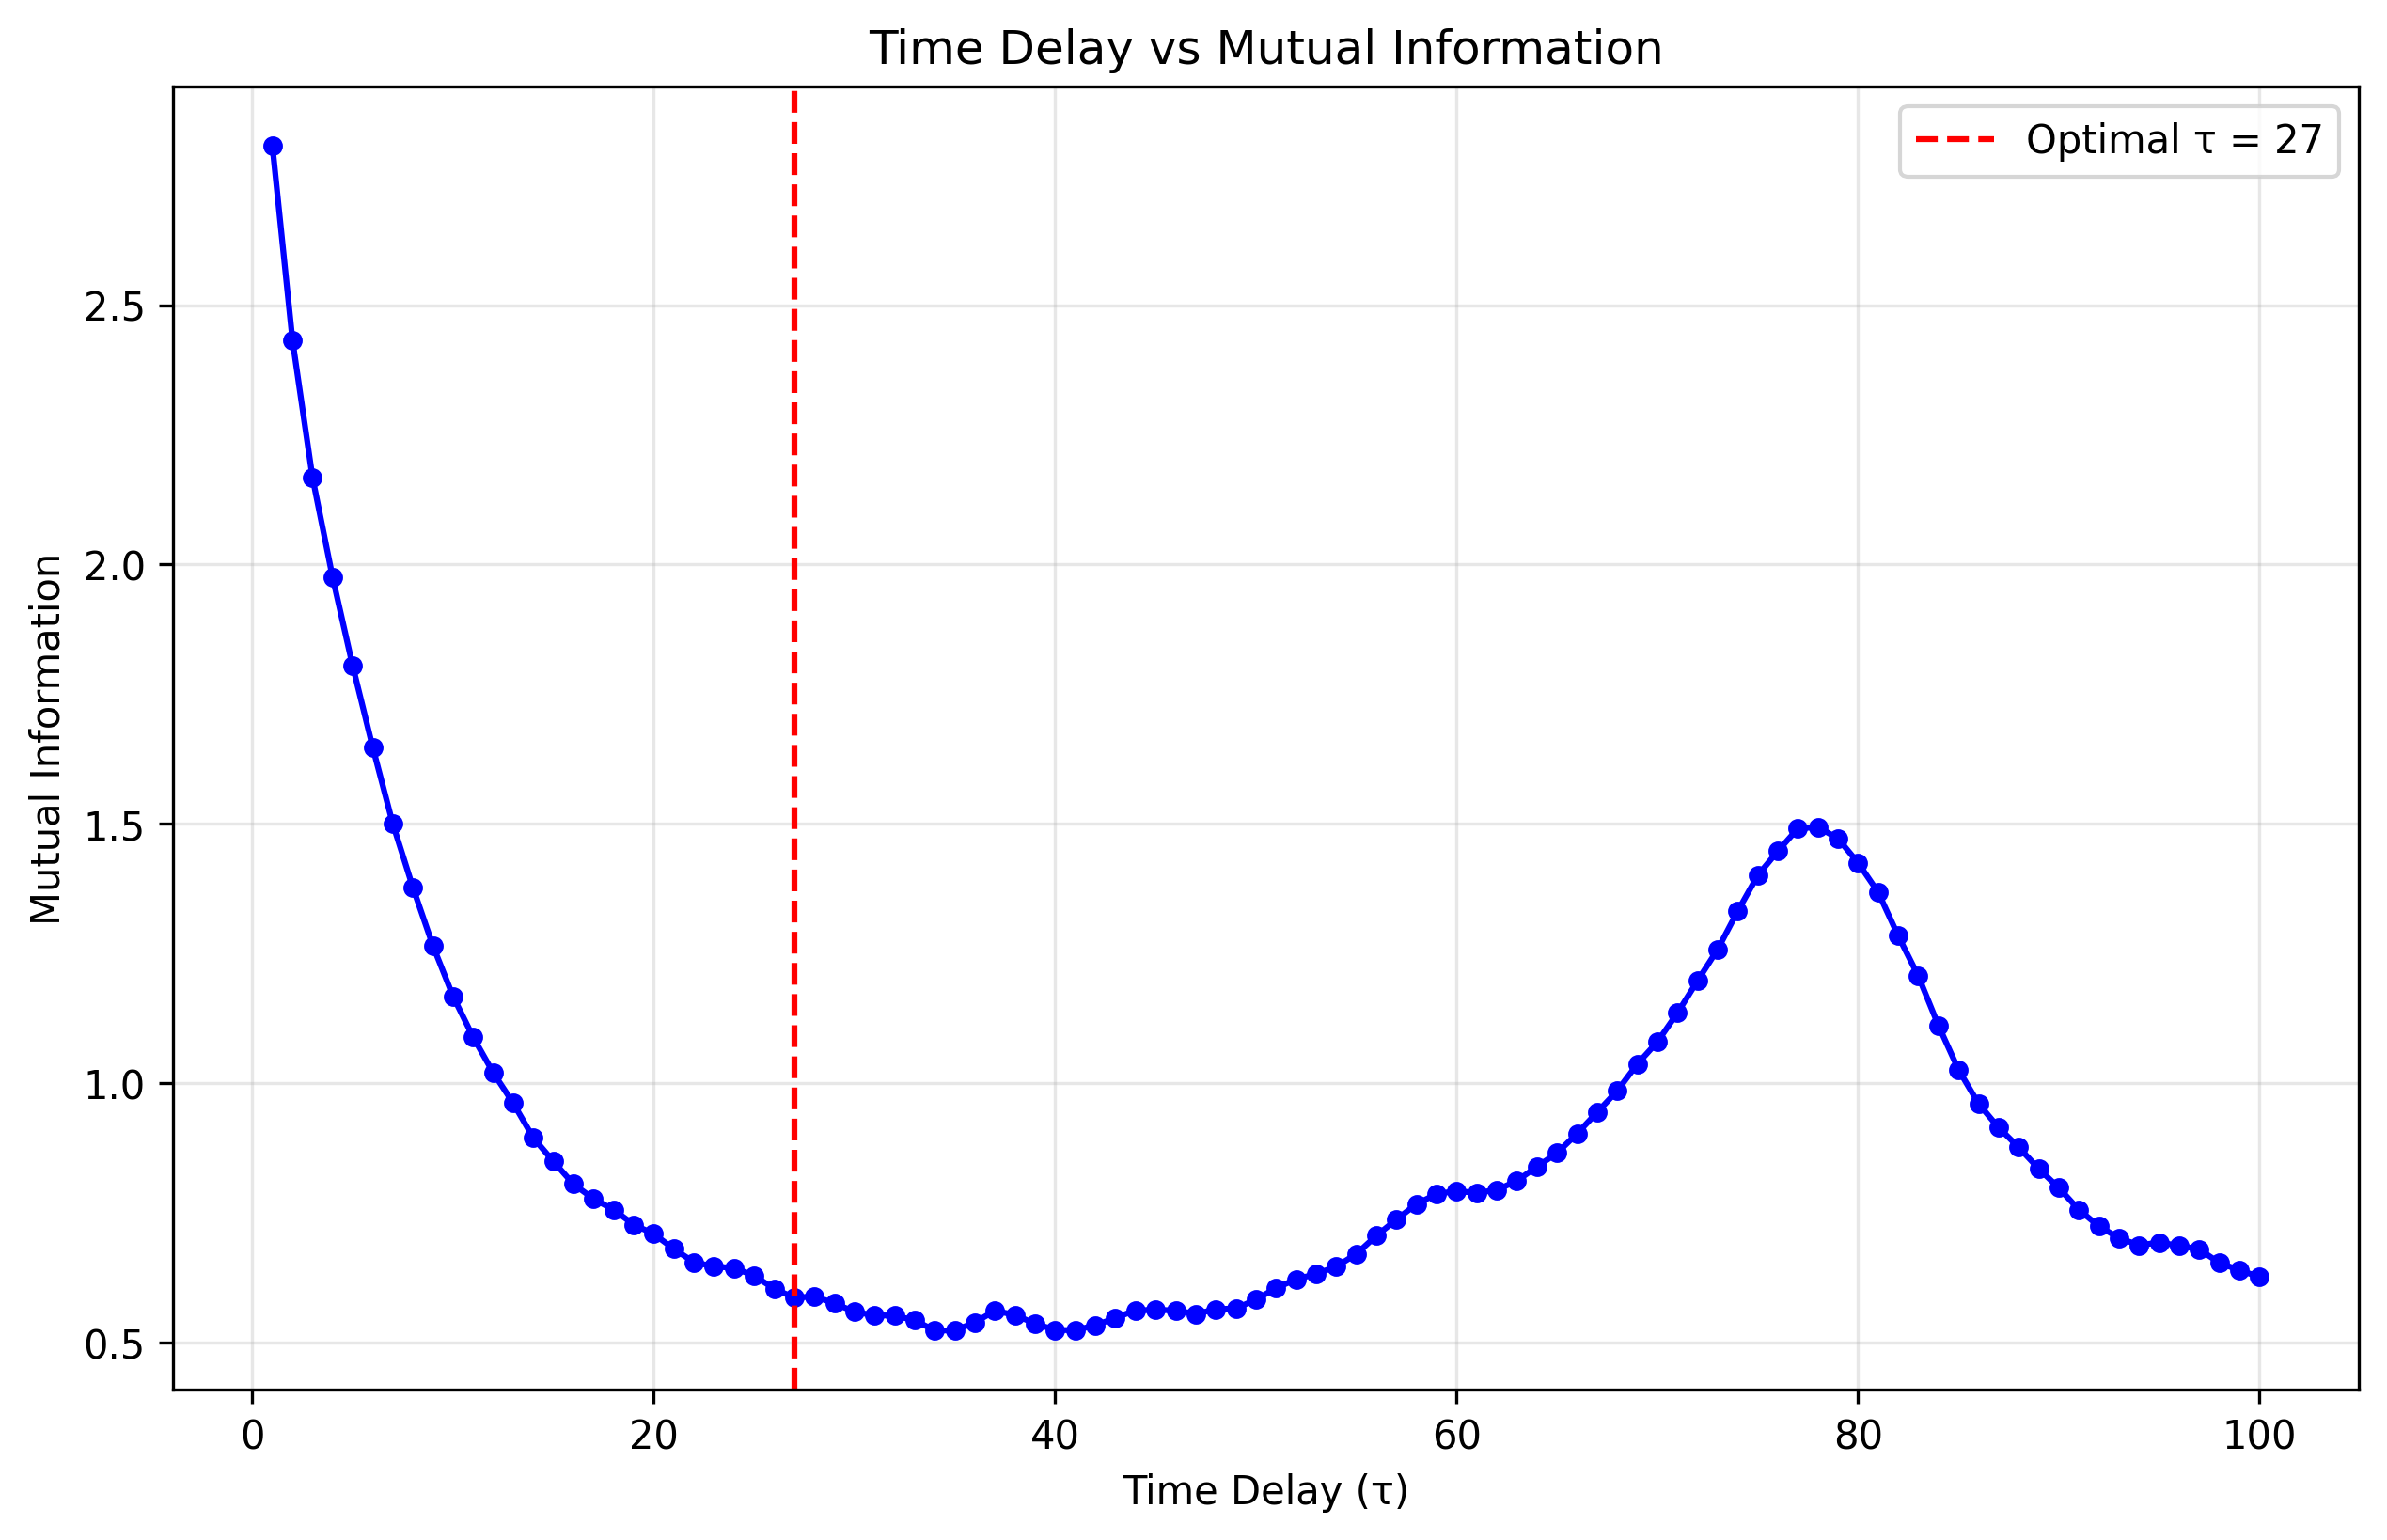 Time Delay vs Mutual Information
Optimal τ = 27
Mutual Information
2.5
2.0
1.5
1.0
0.5
0 20 40 60 80 100
Time Delay (τ)